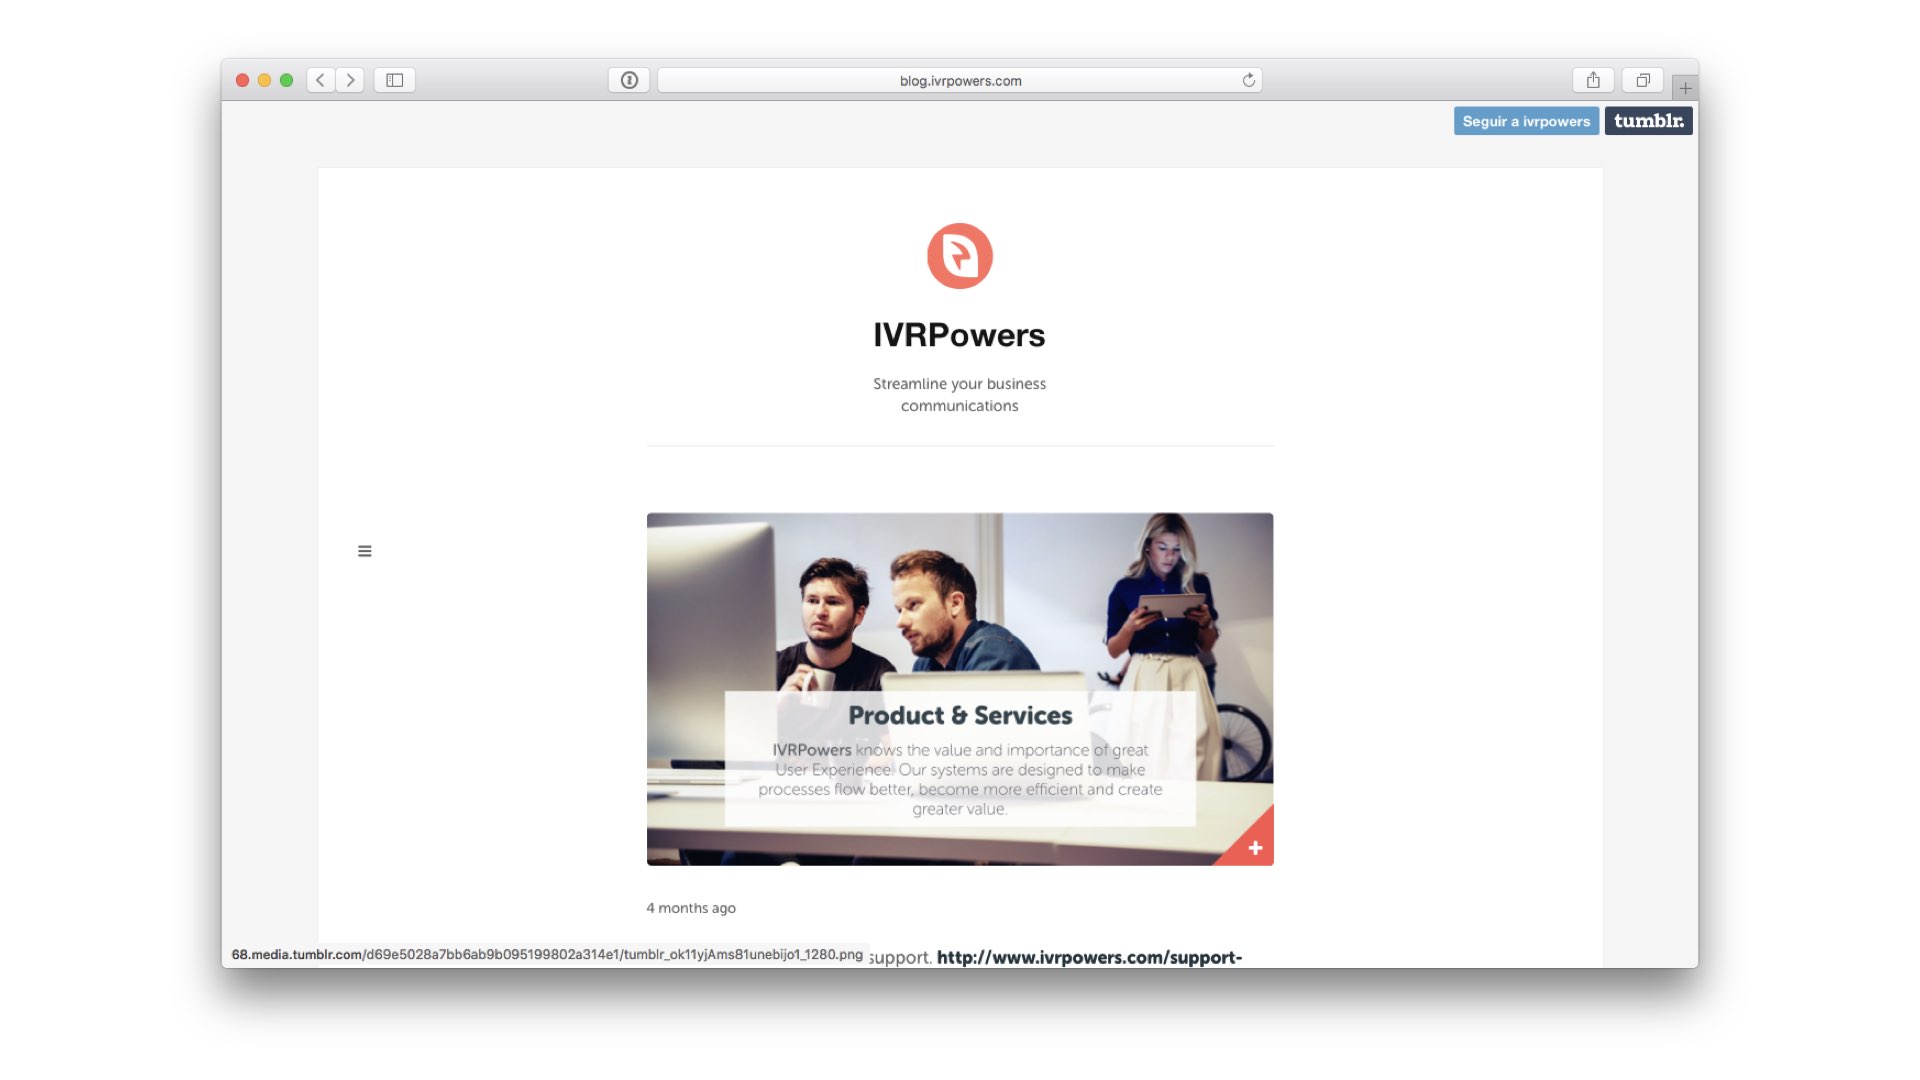 blog.ivrpowers.com
Seguir a ivrpowers
tumblr.
IVRPowers
Streamline your business
communications
Product & Services
IVRPowers knows the value and importance of great
User Experience. Our systems are designed to make
processes flow better, become more efficient and create
greater value.
4 months ago
support. http://www.ivrpowers.com/support-
68.media.tumblr.com/d69e5028a7bb6ab9b095199802a314e1/tumblr_ok11yjAms81unebijo1_1280.png